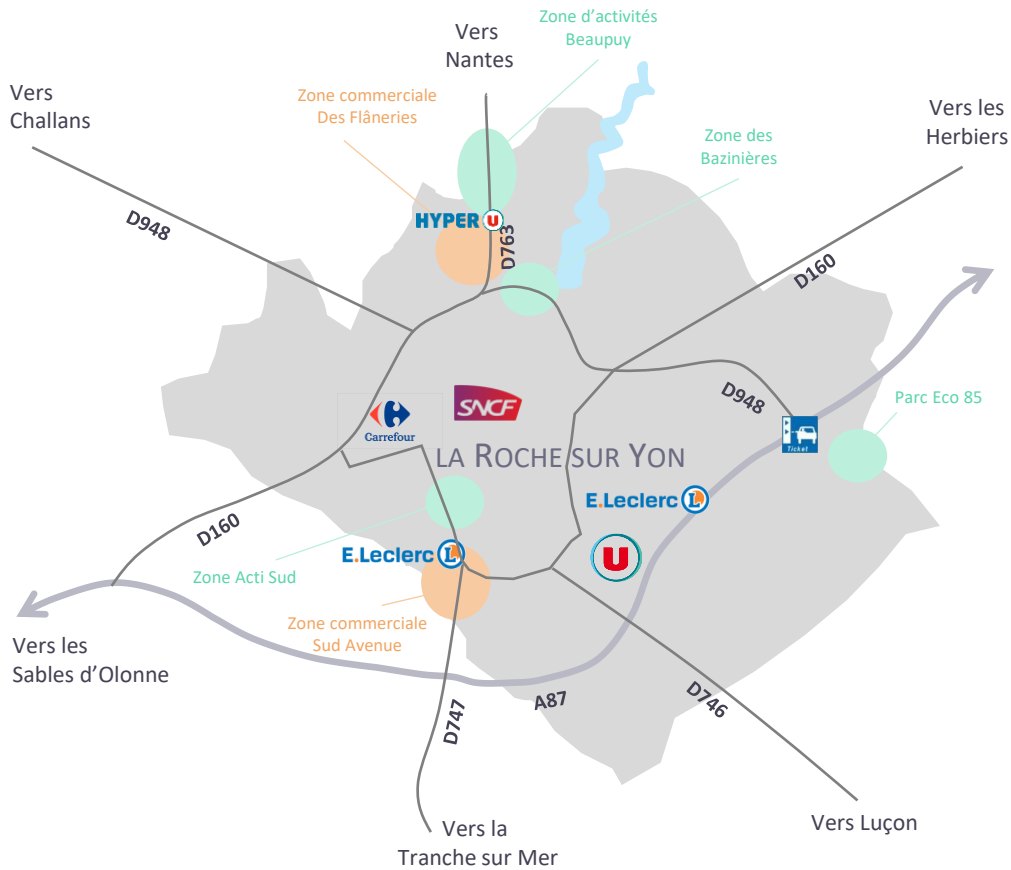 Zone d'activités
Beaupuy
Vers
Nantes
Vers
Challans
Zone commerciale
Des Flâneries
Vers les
Herbiers
Zone des
Bazinières
D948
HYPER U
D763
D160
D948
Parc Eco 85
SNCF
Carrefour
Ticket
LA ROCHE SUR YON
E.Leclerc L
D160
E.Leclerc L
U
Zone Acti Sud
Zone commerciale
Sud Avenue
Vers les
Sables d'Olonne
A87
D746
D747
Vers la
Tranche sur Mer
Vers Luçon